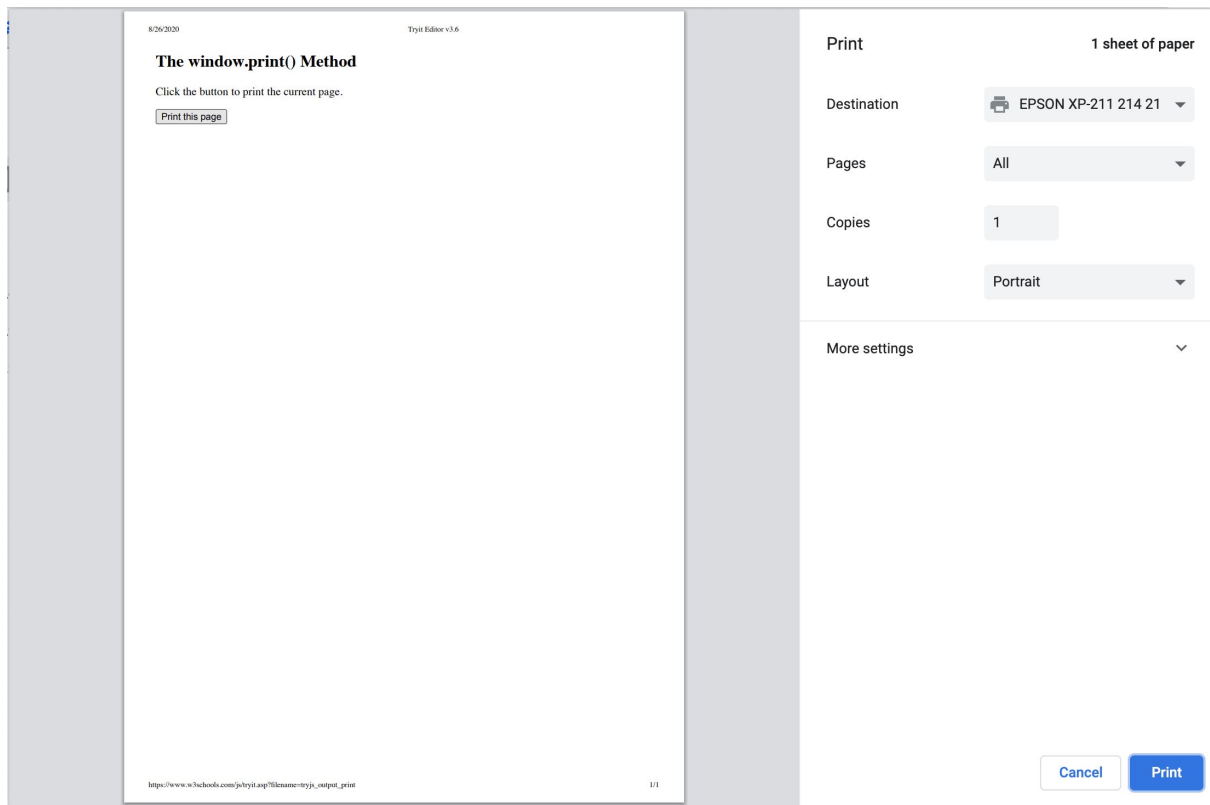 8/26/2020 Tryit Editor v3.6
The window.print() Method
Click the button to print the current page.
Print this page
https://www.w3schools.com/js/tryit.asp?filename=tryjs_output_print 1/1
Print 1 sheet of paper
Destination EPSON XP-211 214 21
Pages All
Copies 1
Layout Portrait
More settings
Cancel Print